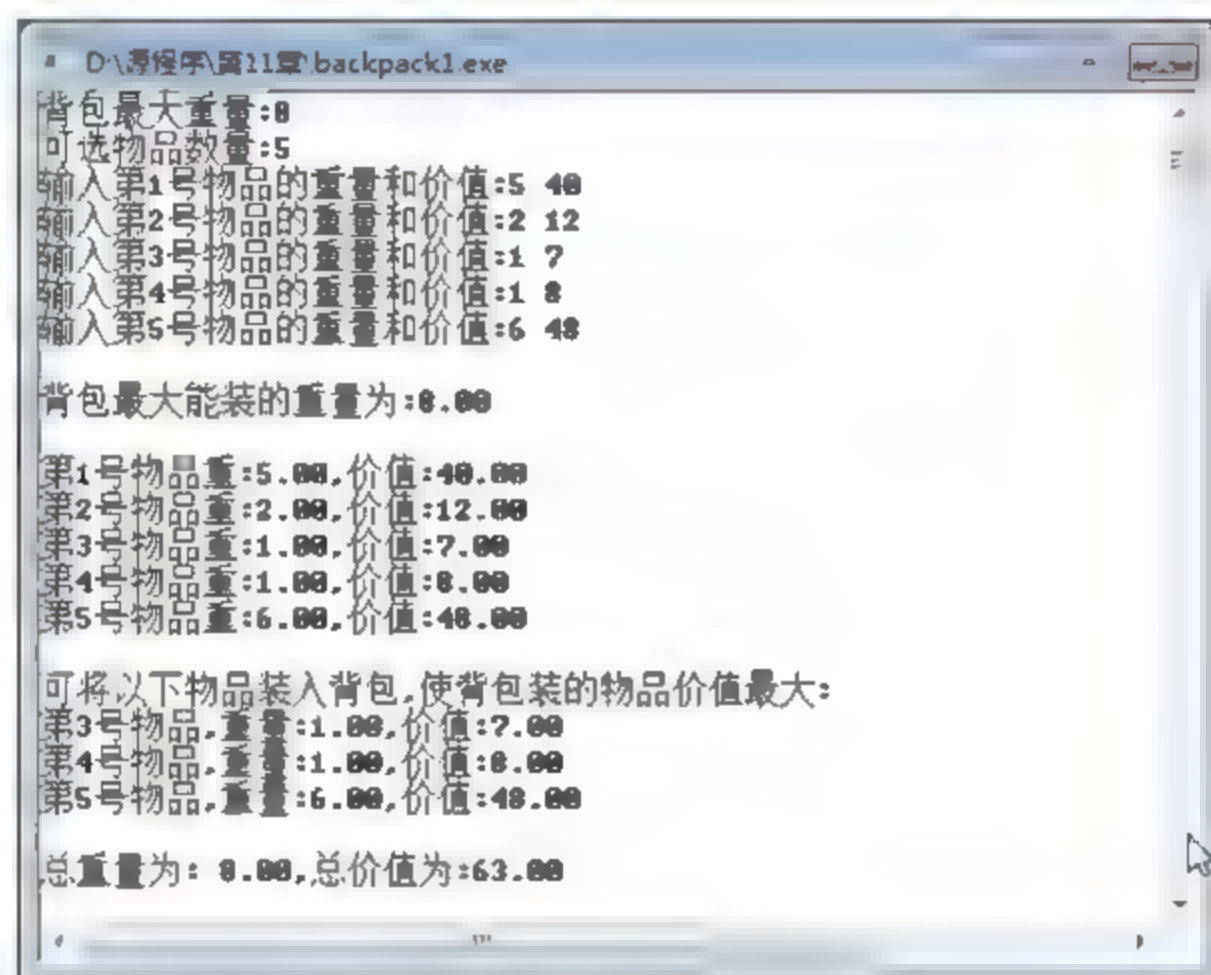 D:\源程序\第11章\backpack1.exe
背包最大重量:8
可选物品数量:5
输入第1号物品的重量和价值:5 40
输入第2号物品的重量和价值:2 12
输入第3号物品的重量和价值:1 7
输入第4号物品的重量和价值:1 8
输入第5号物品的重量和价值:6 48
背包最大能装的重量为:8.00
第1号物品重:5.00,价值:40.00
第2号物品重:2.00,价值:12.00
第3号物品重:1.00,价值:7.00
第4号物品重:1.00,价值:8.00
第5号物品重:6.00,价值:48.00
可将以下物品装入背包,使背包装的物品价值最大:
第3号物品,重量:1.00,价值:7.00
第4号物品,重量:1.00,价值:8.00
第5号物品,重量:6.00,价值:48.00
总重量为: 8.00,总价值为:63.00